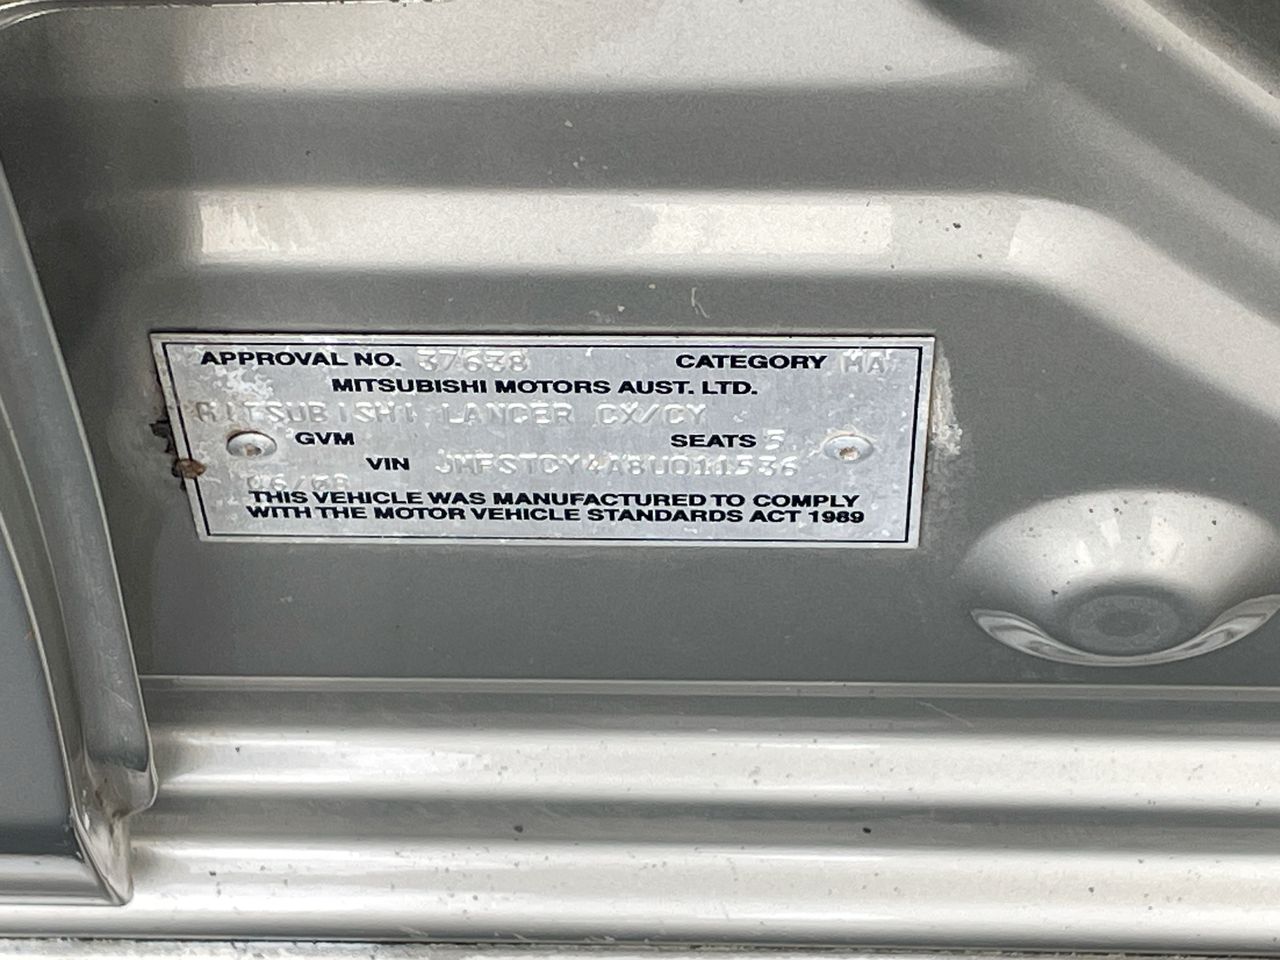 APPROVAL NO. 37638 CATEGORY MA
MITSUBISHI MOTORS AUST. LTD.
MITSUBISHI LANCER CX/CY
GVM SEATS 5
VIN
06/08
THIS VEHICLE WAS MANUFACTURED TO COMPLY
WITH THE MOTOR VEHICLE STANDARDS ACT 1989